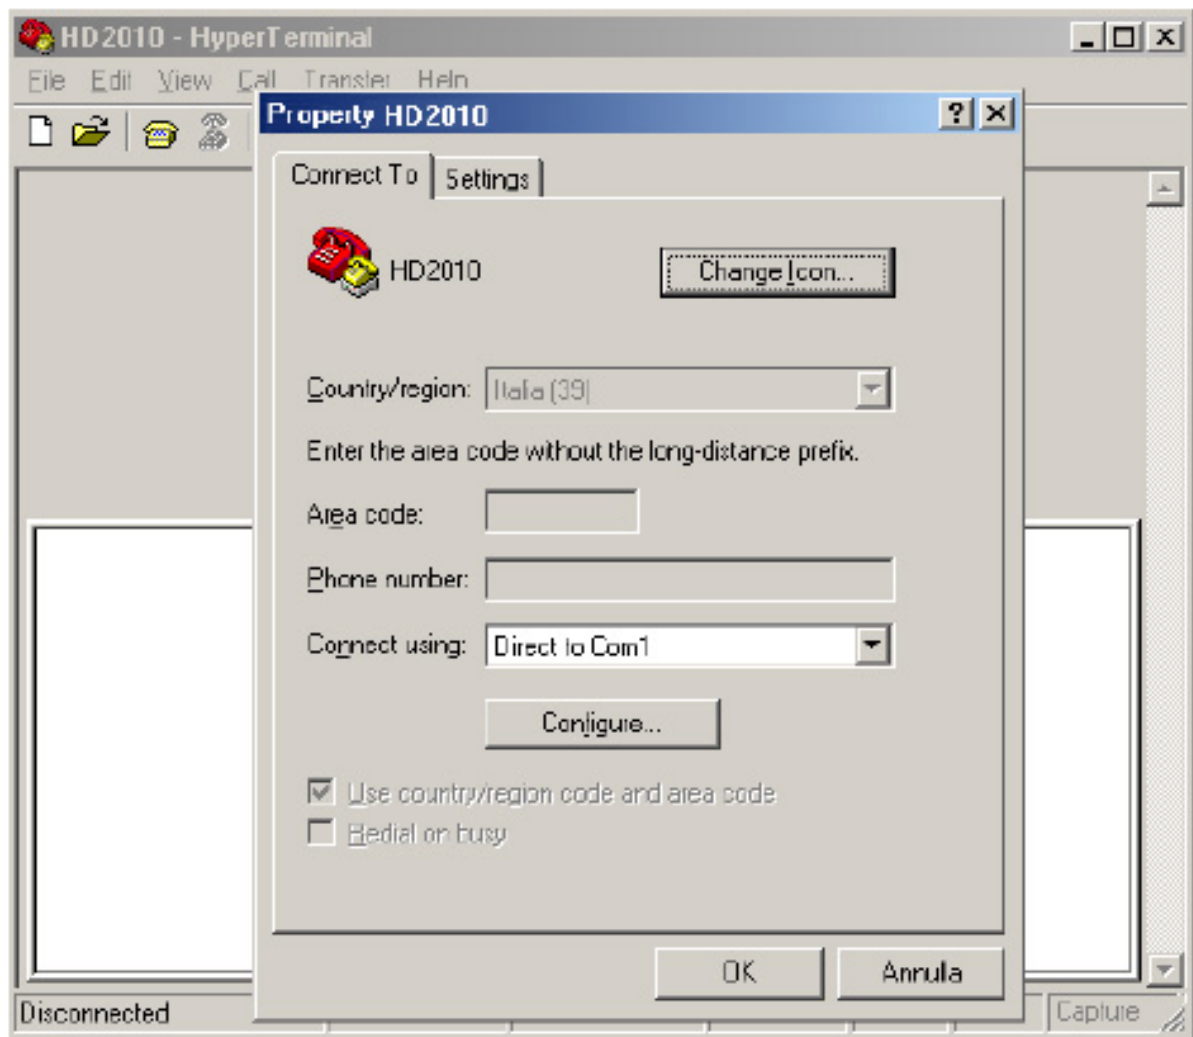 HD2010 - HyperTerminal
File Edit View Call Transfer Help
Property HD2010
Connect To Settings
HD2010 Change Icon...
Country/region: Italia (39)
Enter the area code without the long-distance prefix.
Area code:
Phone number:
Connect using: Direct to Com1
Configure...
Use country/region code and area code
Redial on busy
OK Annulla
Disconnected Capture